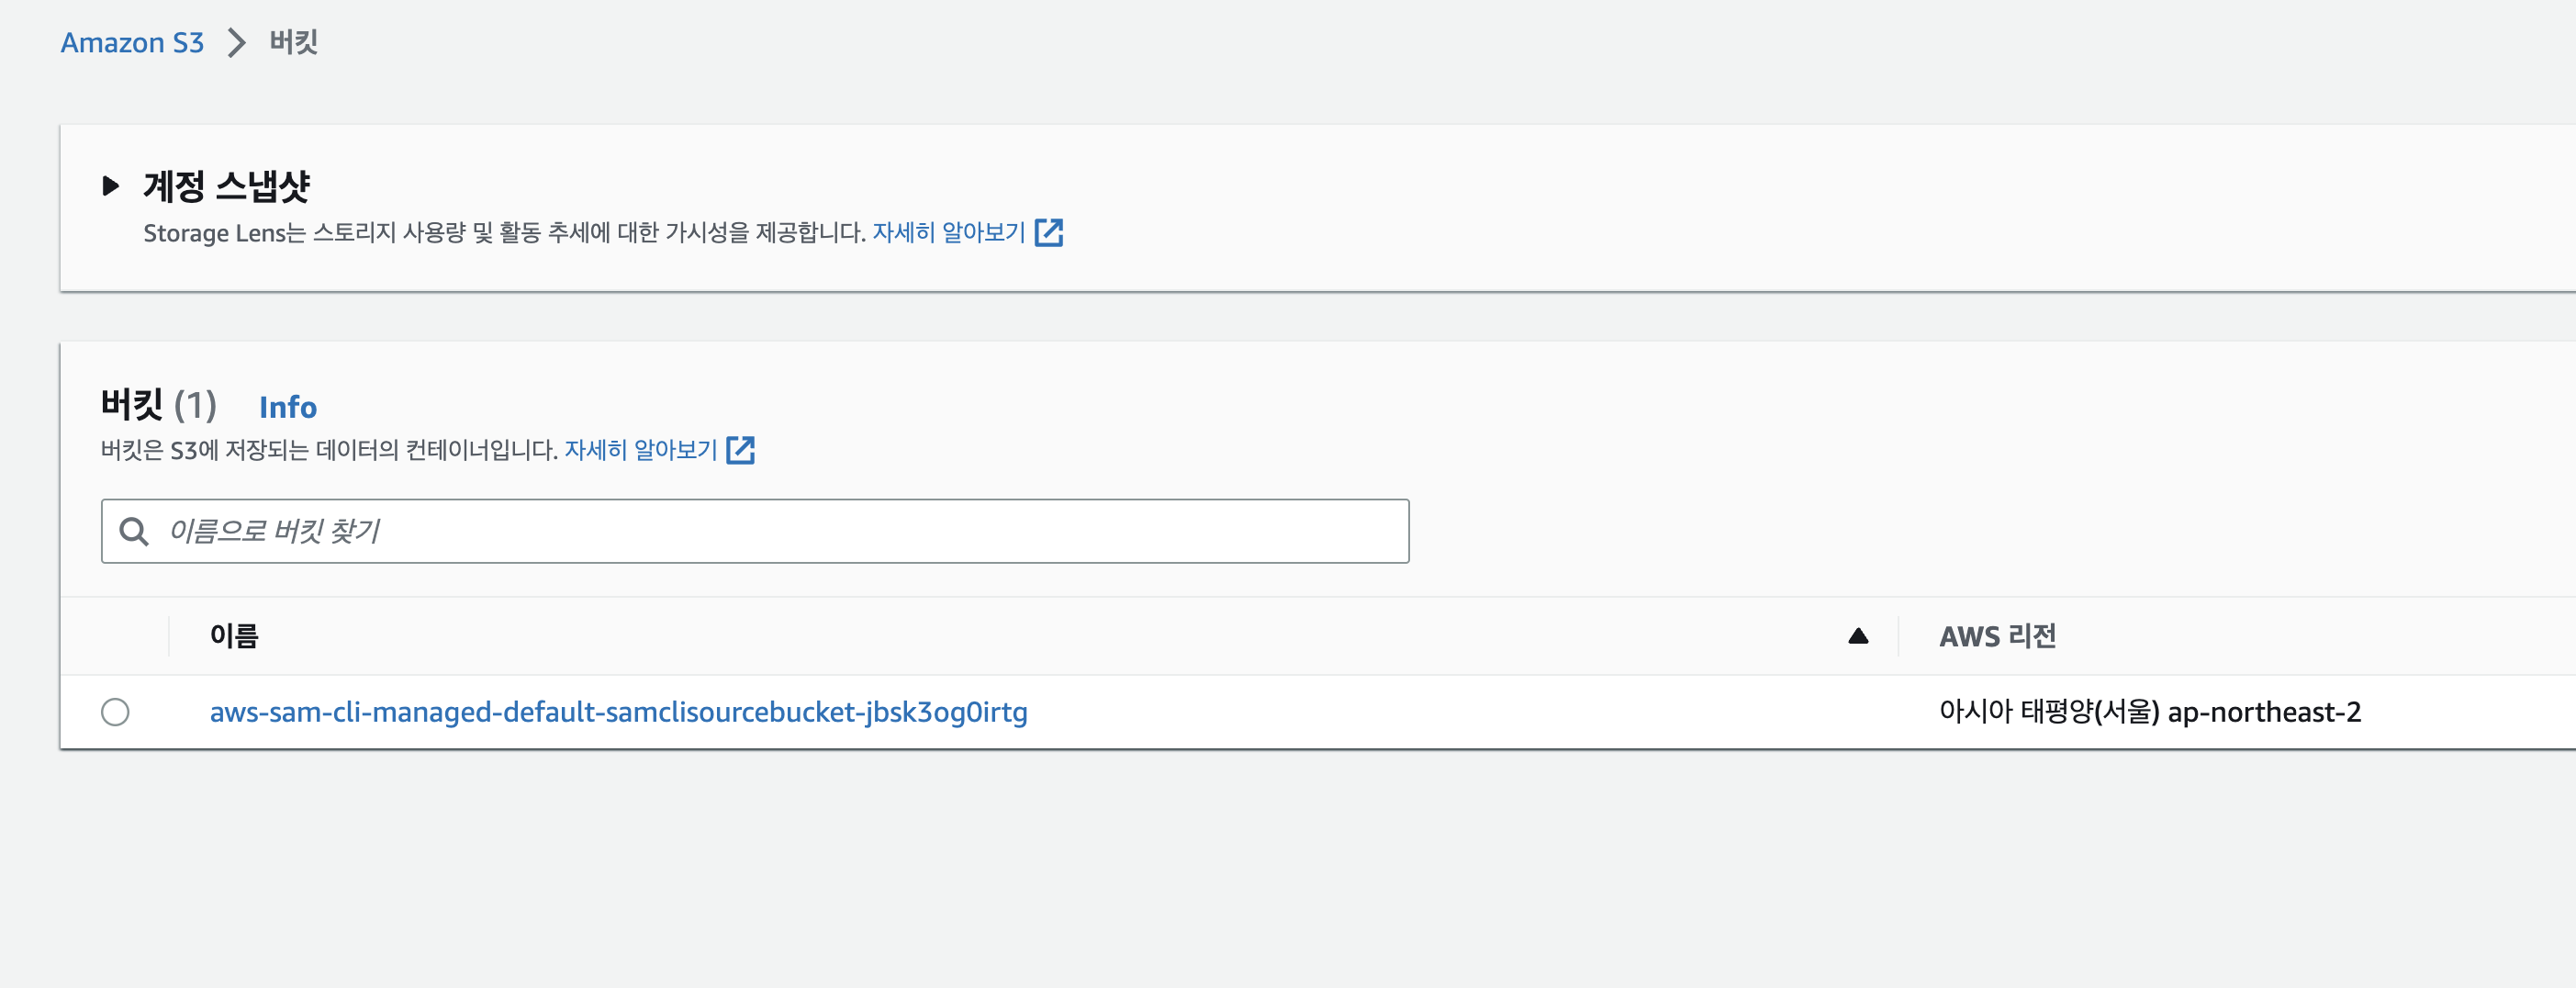 Amazon S3 > 버킷
계정 스냅샷
Storage Lens는 스토리지 사용량 및 활동 추세에 대한 가시성을 제공합니다. 자세히 알아보기
버킷 (1) Info
버킷은 S3에 저장되는 데이터의 컨테이너입니다. 자세히 알아보기
이름으로 버킷 찾기
이름 AWS 리전
aws-sam-cli-managed-default-samclisourcebucket-jbsk3og0irtg 아시아 태평양(서울) ap-northeast-2